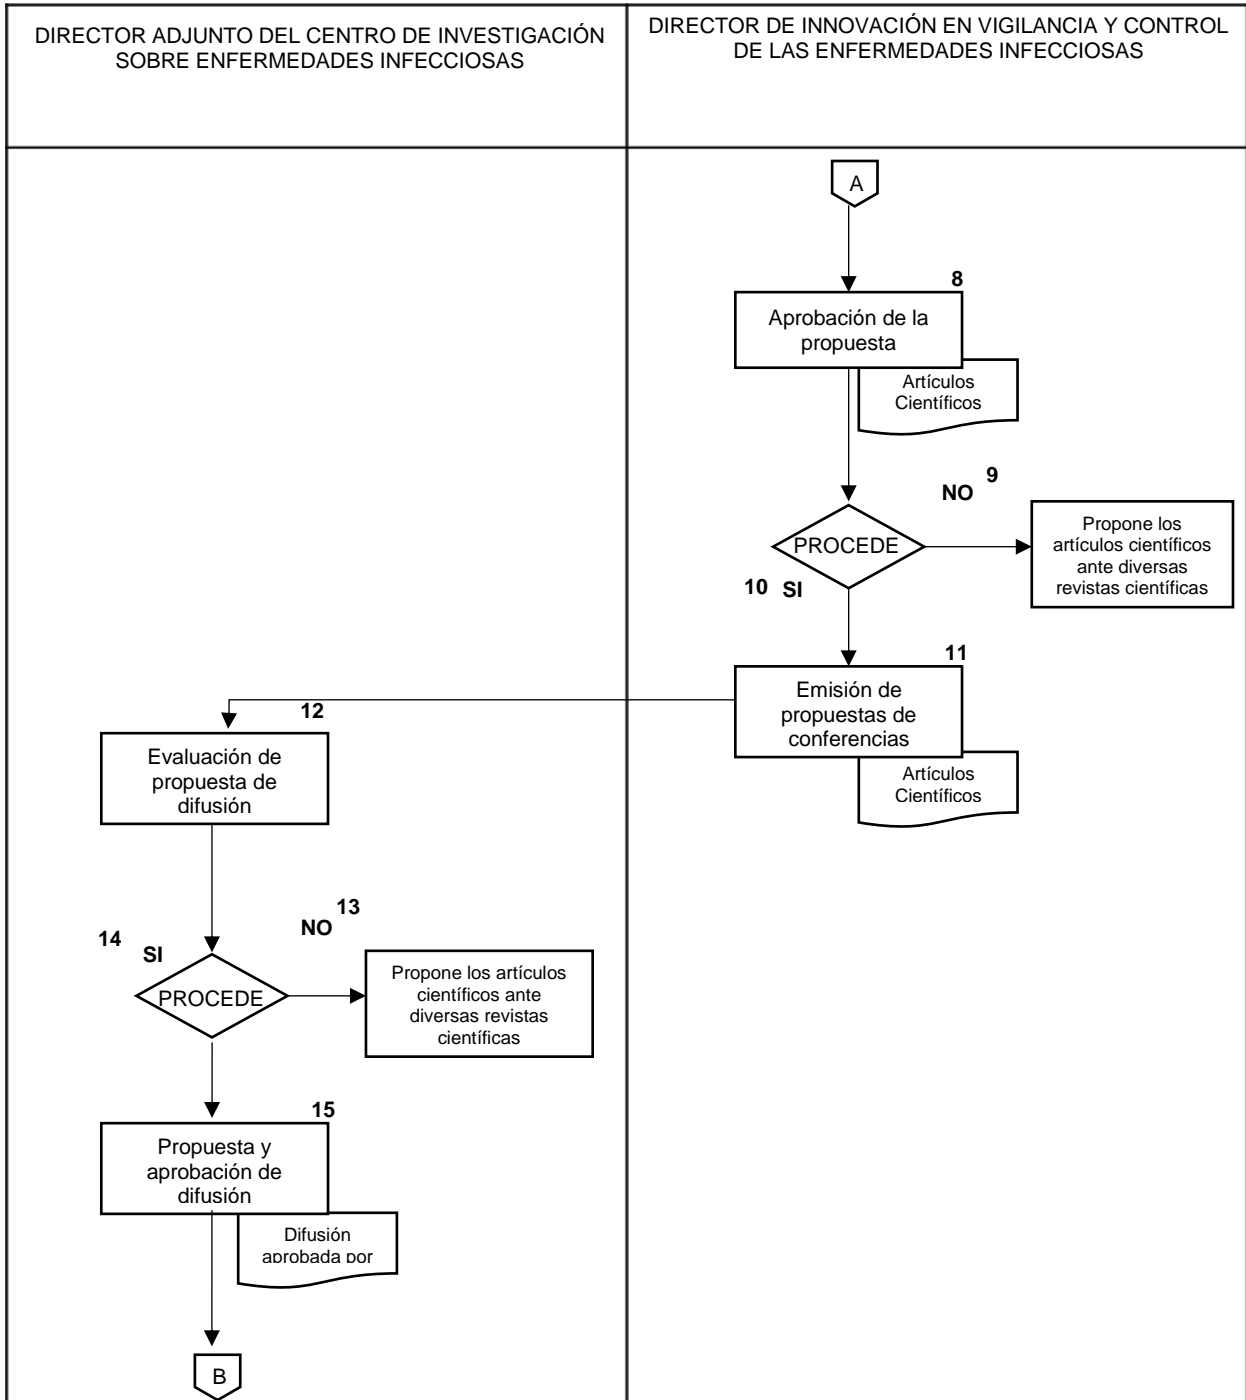 DIRECTOR ADJUNTO DEL CENTRO DE INVESTIGACIÓN
SOBRE ENFERMEDADES INFECCIOSAS
DIRECTOR DE INNOVACIÓN EN VIGILANCIA Y CONTROL
DE LAS ENFERMEDADES INFECCIOSAS
A
8
Aprobación de la
propuesta
Artículos
Científicos
NO 9
PROCEDE
Propone los
artículos científicos
ante diversas
revistas científicas
10 SI
11
Emisión de
propuestas de
conferencias
Artículos
Científicos
12
Evaluación de
propuesta de
difusión
NO 13
14 SI
PROCEDE
Propone los artículos
científicos ante
diversas revistas
científicas
15
Propuesta y
aprobación de
difusión
Difusión
aprobada por
B